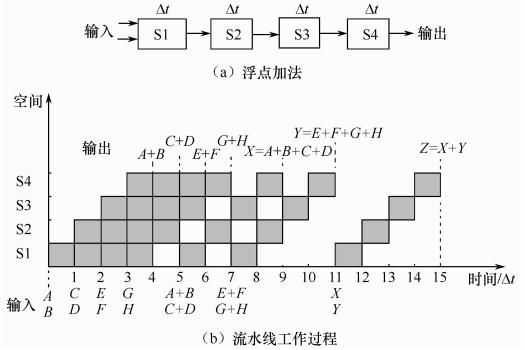 Δt Δt Δt Δt
输入 S1 S2 S3 S4 输出
(a) 浮点加法
空间
Y=E+F+G+H
C+D G+H
输出 A+B E+F X=A+B+C+D Z=X+Y
S4
S3
S2
S1
1 2 3 4 5 6 7 8 9 10 11 12 13 14 15 时间/Δt
输入 A C E G A+B E+F X
B D F H C+D G+H Y
(b) 流水线工作过程